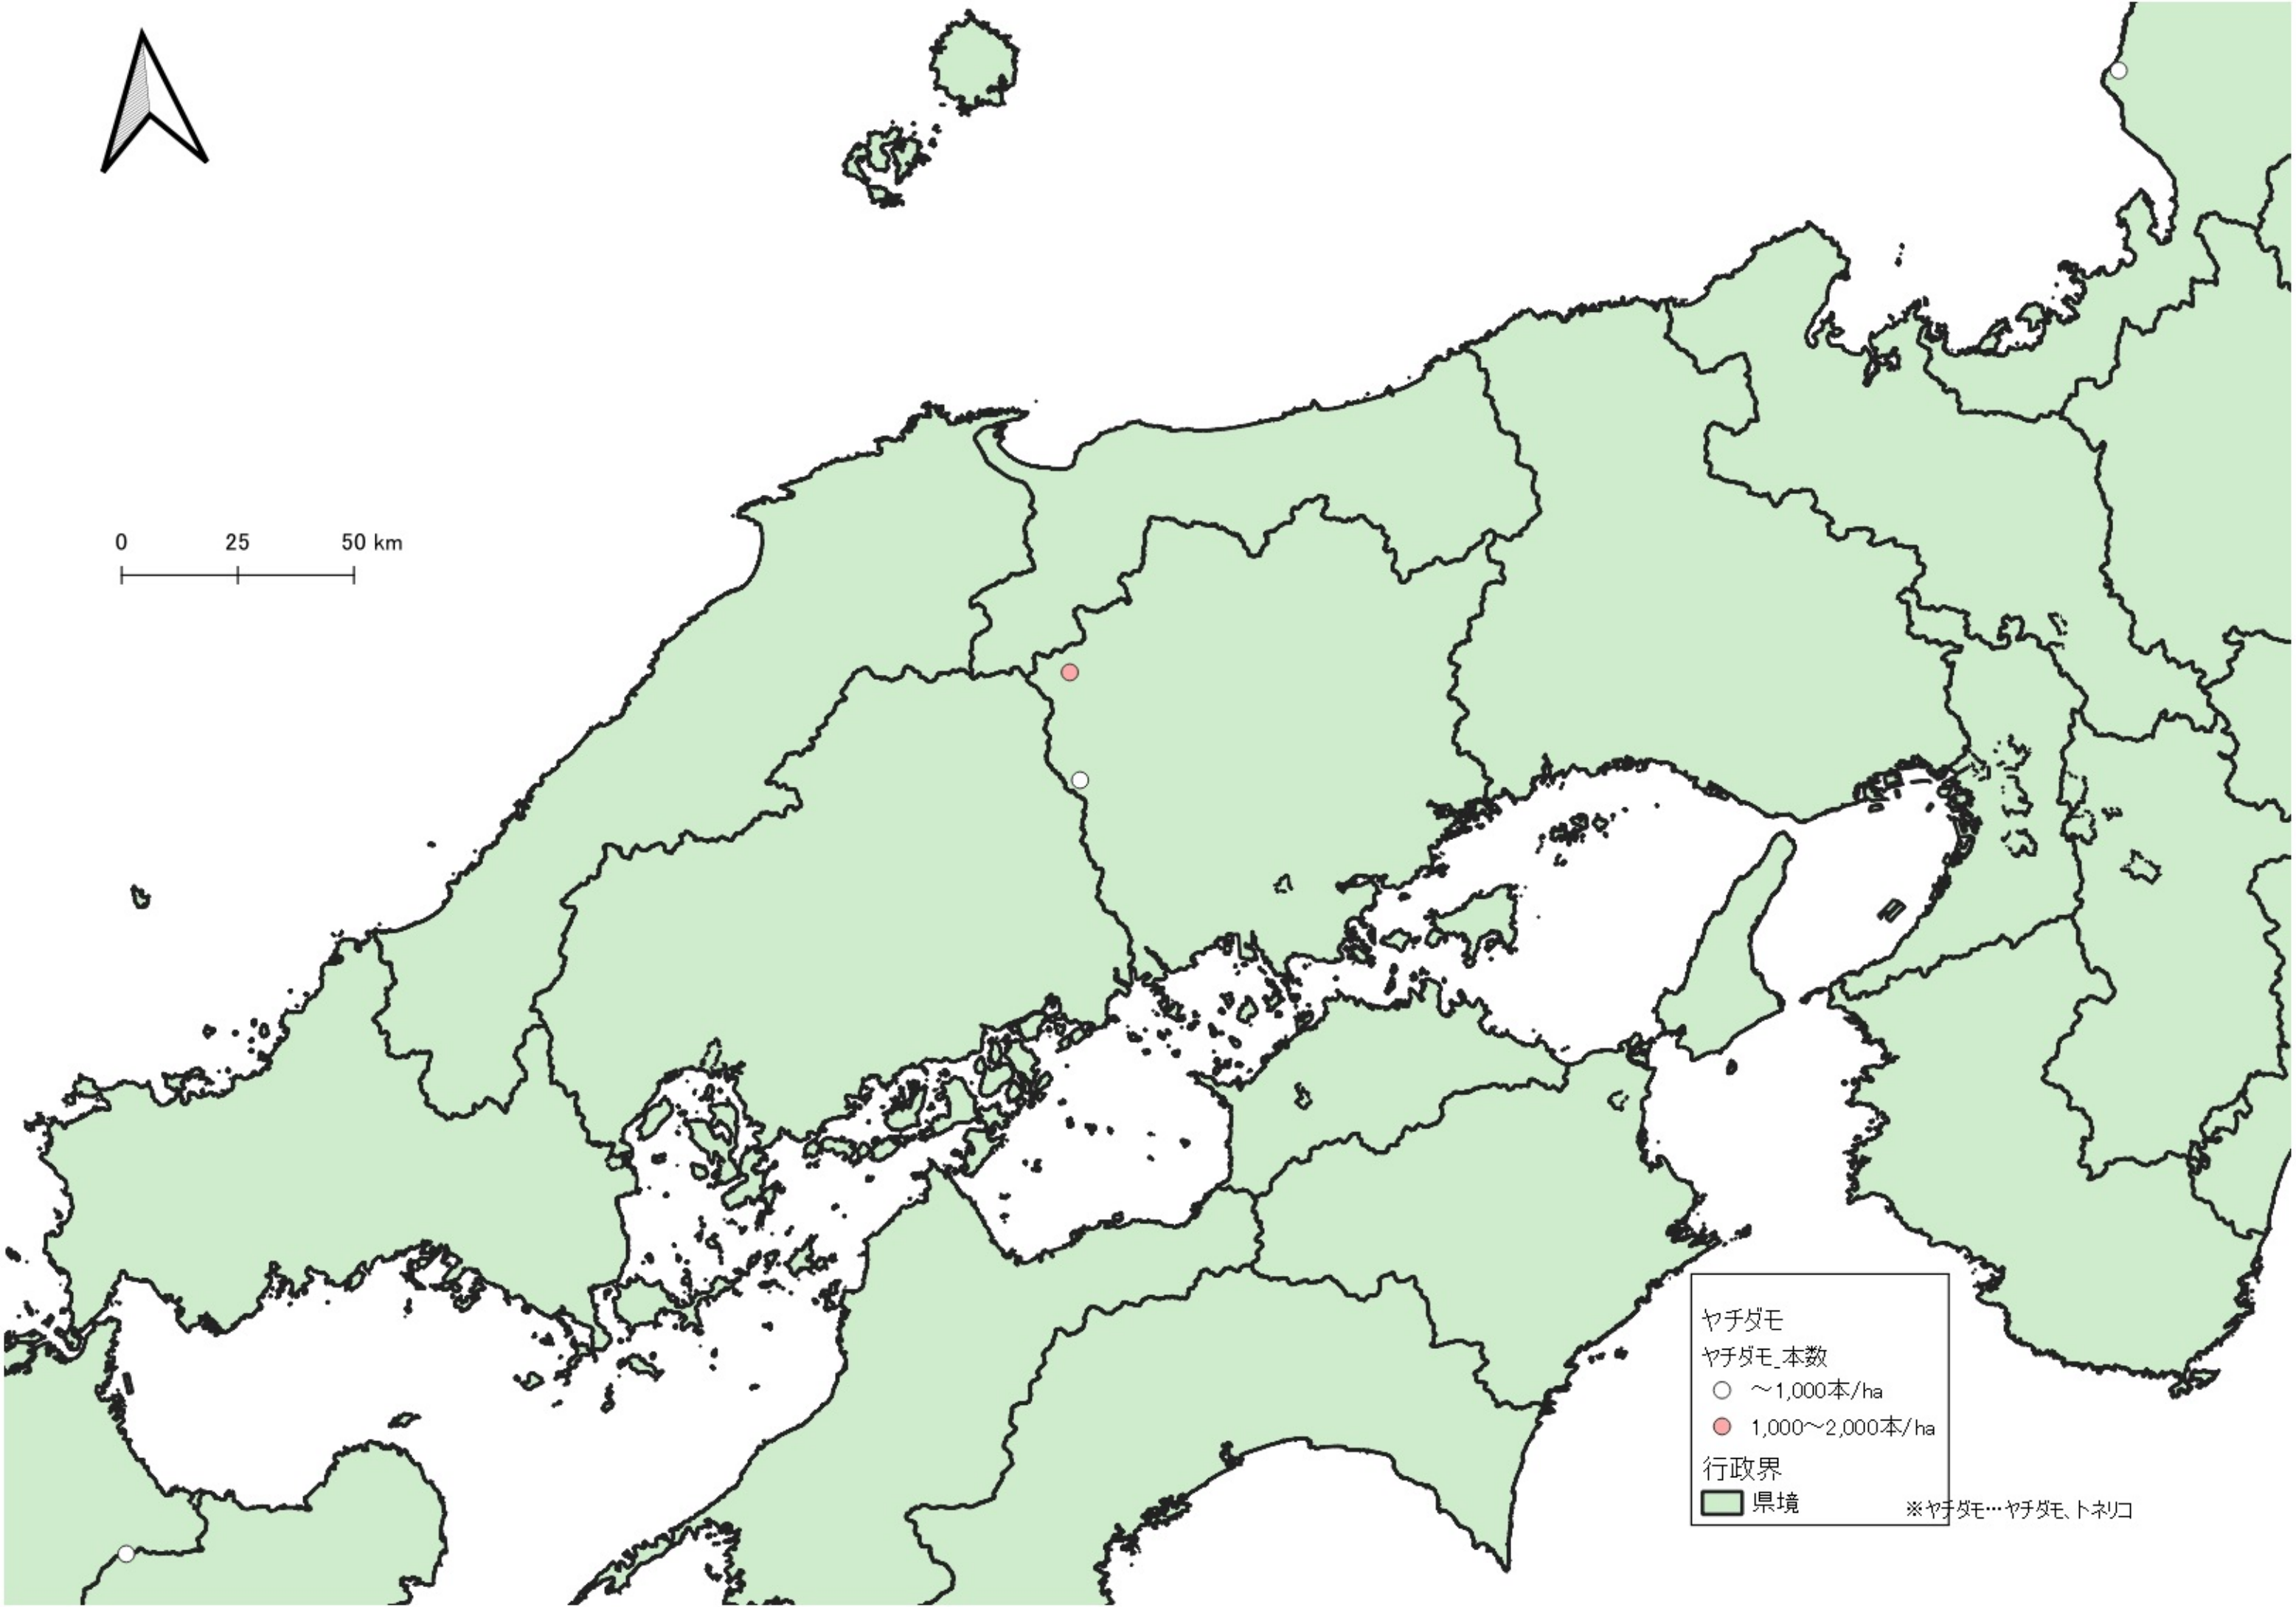 0 25 50 km
ヤチダモ
ヤチダモ_本数
～1,000本/ha
1,000～2,000本/ha
行政界
県境
※ヤチダモ…ヤチダモ、トネリコ